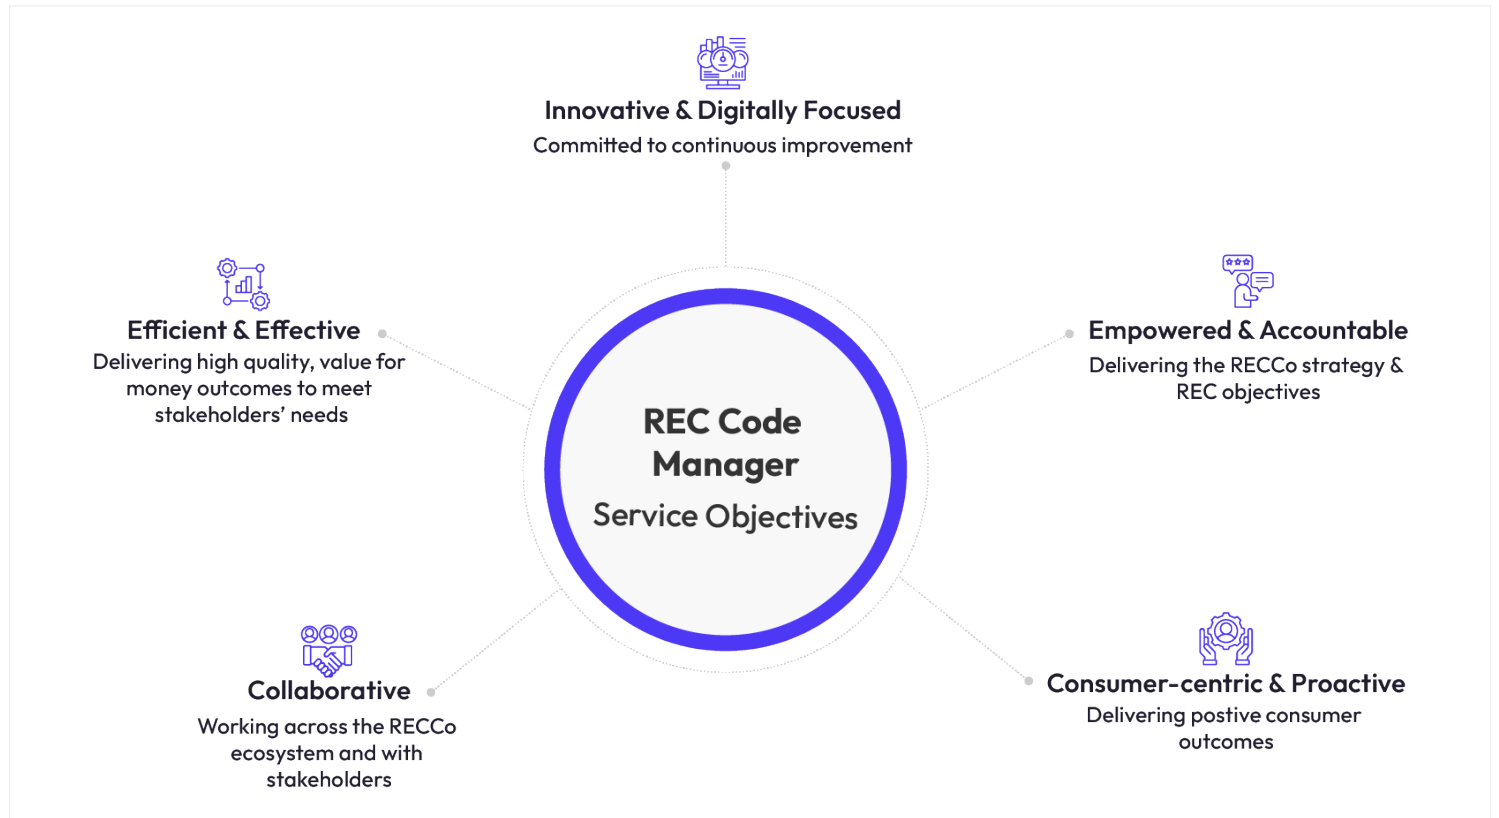 Innovative & Digitally Focused
Committed to continuous improvement
Efficient & Effective
Delivering high quality, value for
money outcomes to meet
stakeholders’ needs
Empowered & Accountable
Delivering the RECCo strategy &
REC objectives
REC Code
Manager
Service Objectives
Collaborative
Working across the RECCo
ecosystem and with
stakeholders
Consumer-centric & Proactive
Delivering postive consumer
outcomes